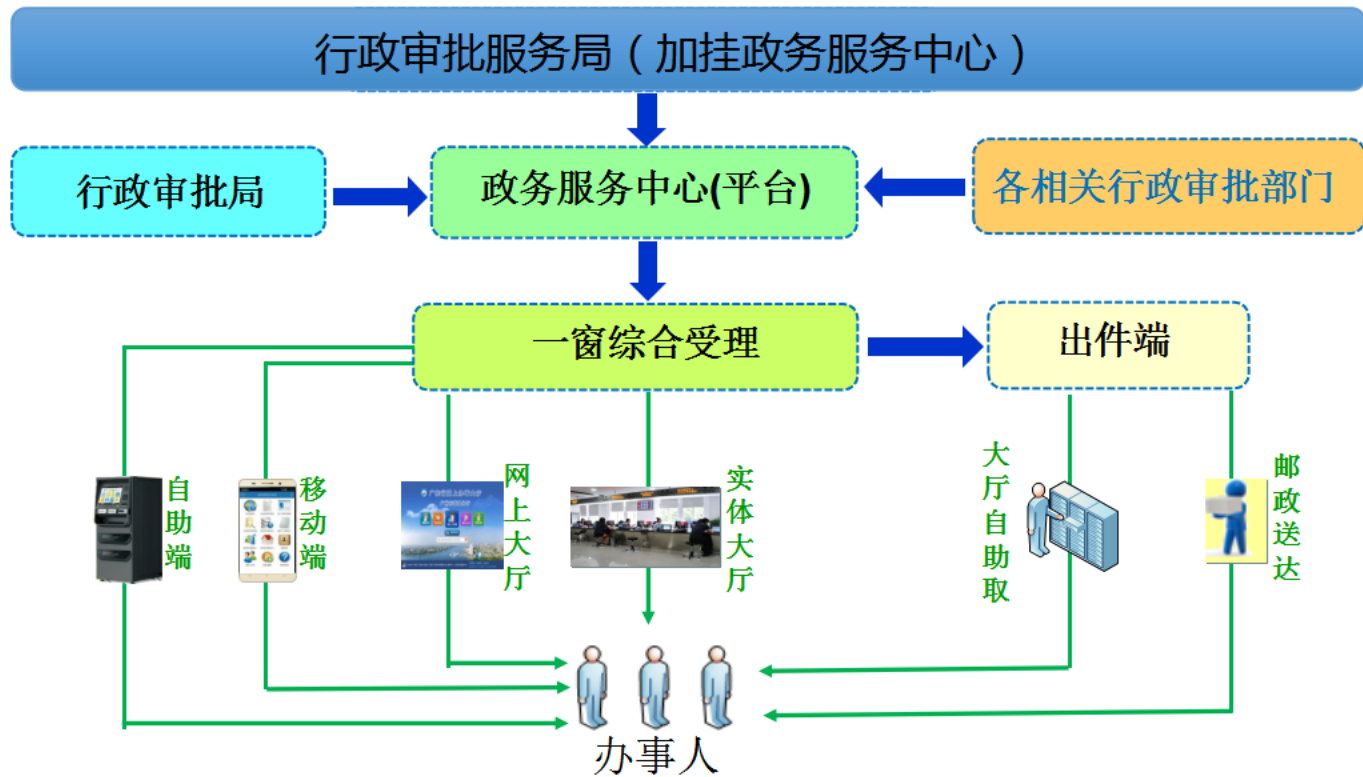 行政审批服务局（加挂政务服务中心）
行政审批局
政务服务中心(平台)
各相关行政审批部门
一窗综合受理
出件端
自助端
移动端
网上大厅
实体大厅
大厅自助取
邮政送达
办事人